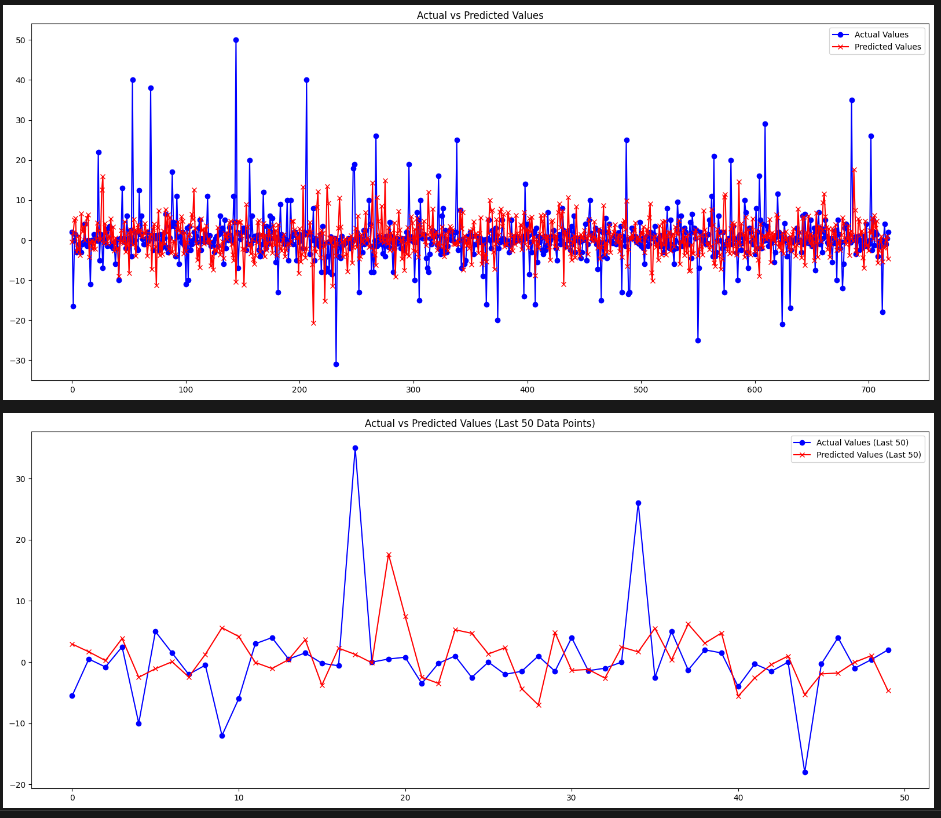 Actual vs Predicted Values
Actual Values
Predicted Values
50
40
30
20
10
0
−10
−20
−30
0 100 200 300 400 500 600 700
Actual vs Predicted Values (Last 50 Data Points)
Actual Values (Last 50)
Predicted Values (Last 50)
30
20
10
0
−10
−20
0 10 20 30 40 50